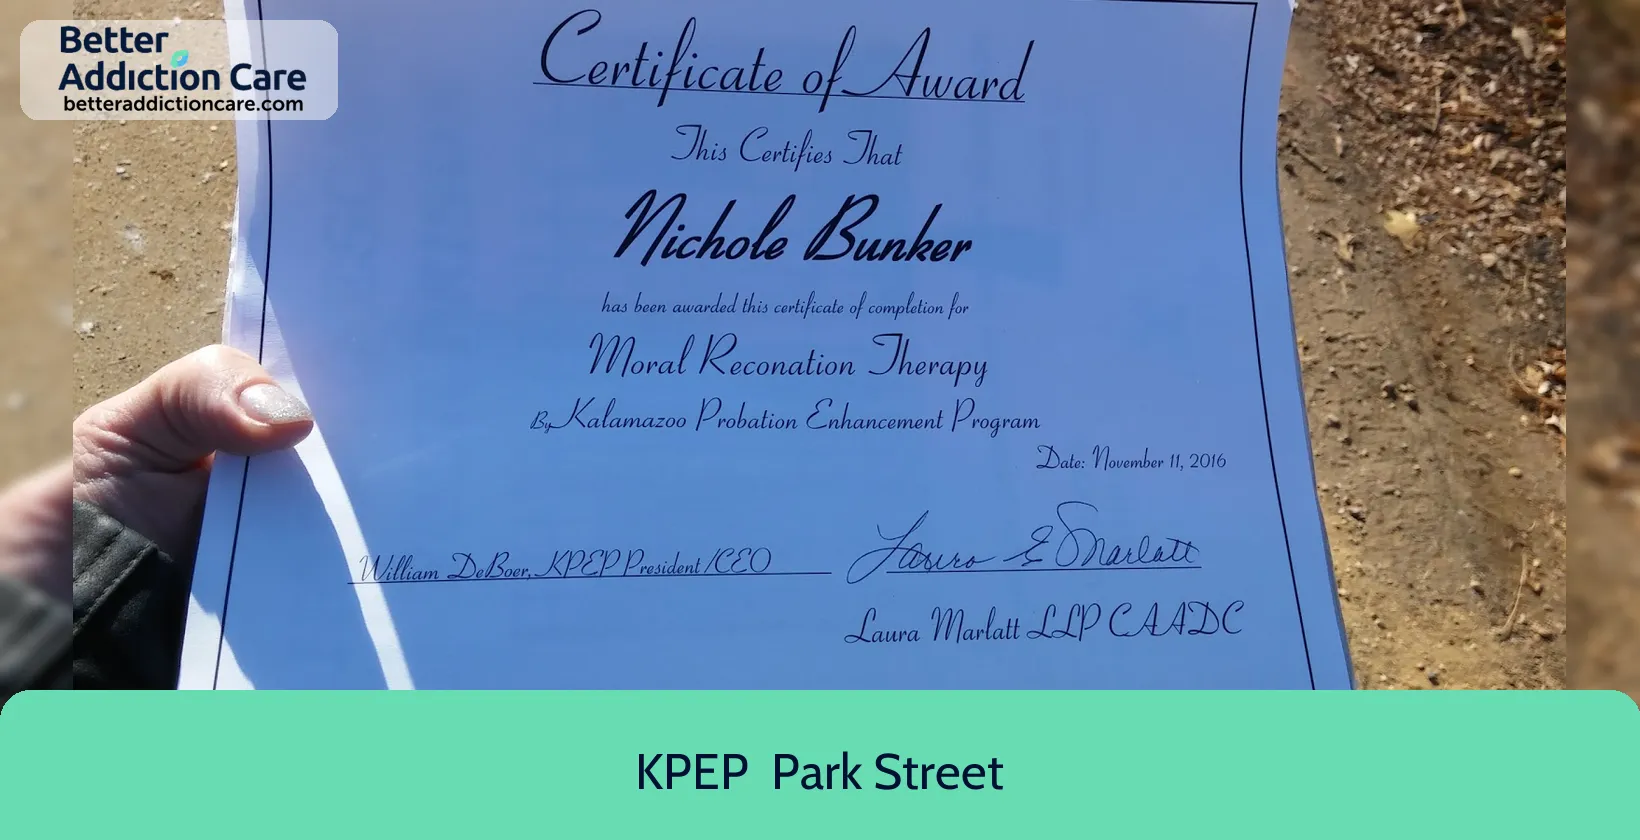 Better
Addiction Care
betteraddictioncare.com
Certificate of Award
This Certifies That
Nichole Bunker
has been awarded this certificate of completion for
Moral Reconation Therapy
By Kalamazoo Probation Enhancement Program
Date: November 11, 2016
William DeBoer, KPEP President/CEO
Laura E Marlatt
Laura Marlatt LLP CAADC
KPEP Park Street